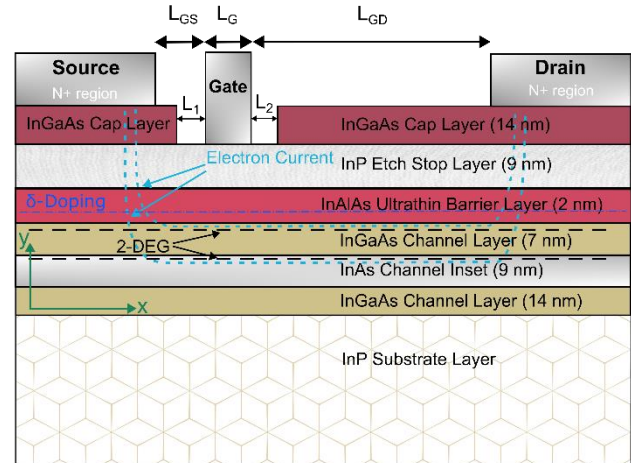 LGS
LG
LGD
Source
N+ region
Gate
Drain
N+ region
L1
L2
InGaAs Cap Layer
InGaAs Cap Layer (14 nm)
Electron Current
InP Etch Stop Layer (9 nm)
δ-Doping
InAlAs Ultrathin Barrier Layer (2 nm)
y
2-DEG
InGaAs Channel Layer (7 nm)
InAs Channel Inset (9 nm)
x
InGaAs Channel Layer (14 nm)
InP Substrate Layer